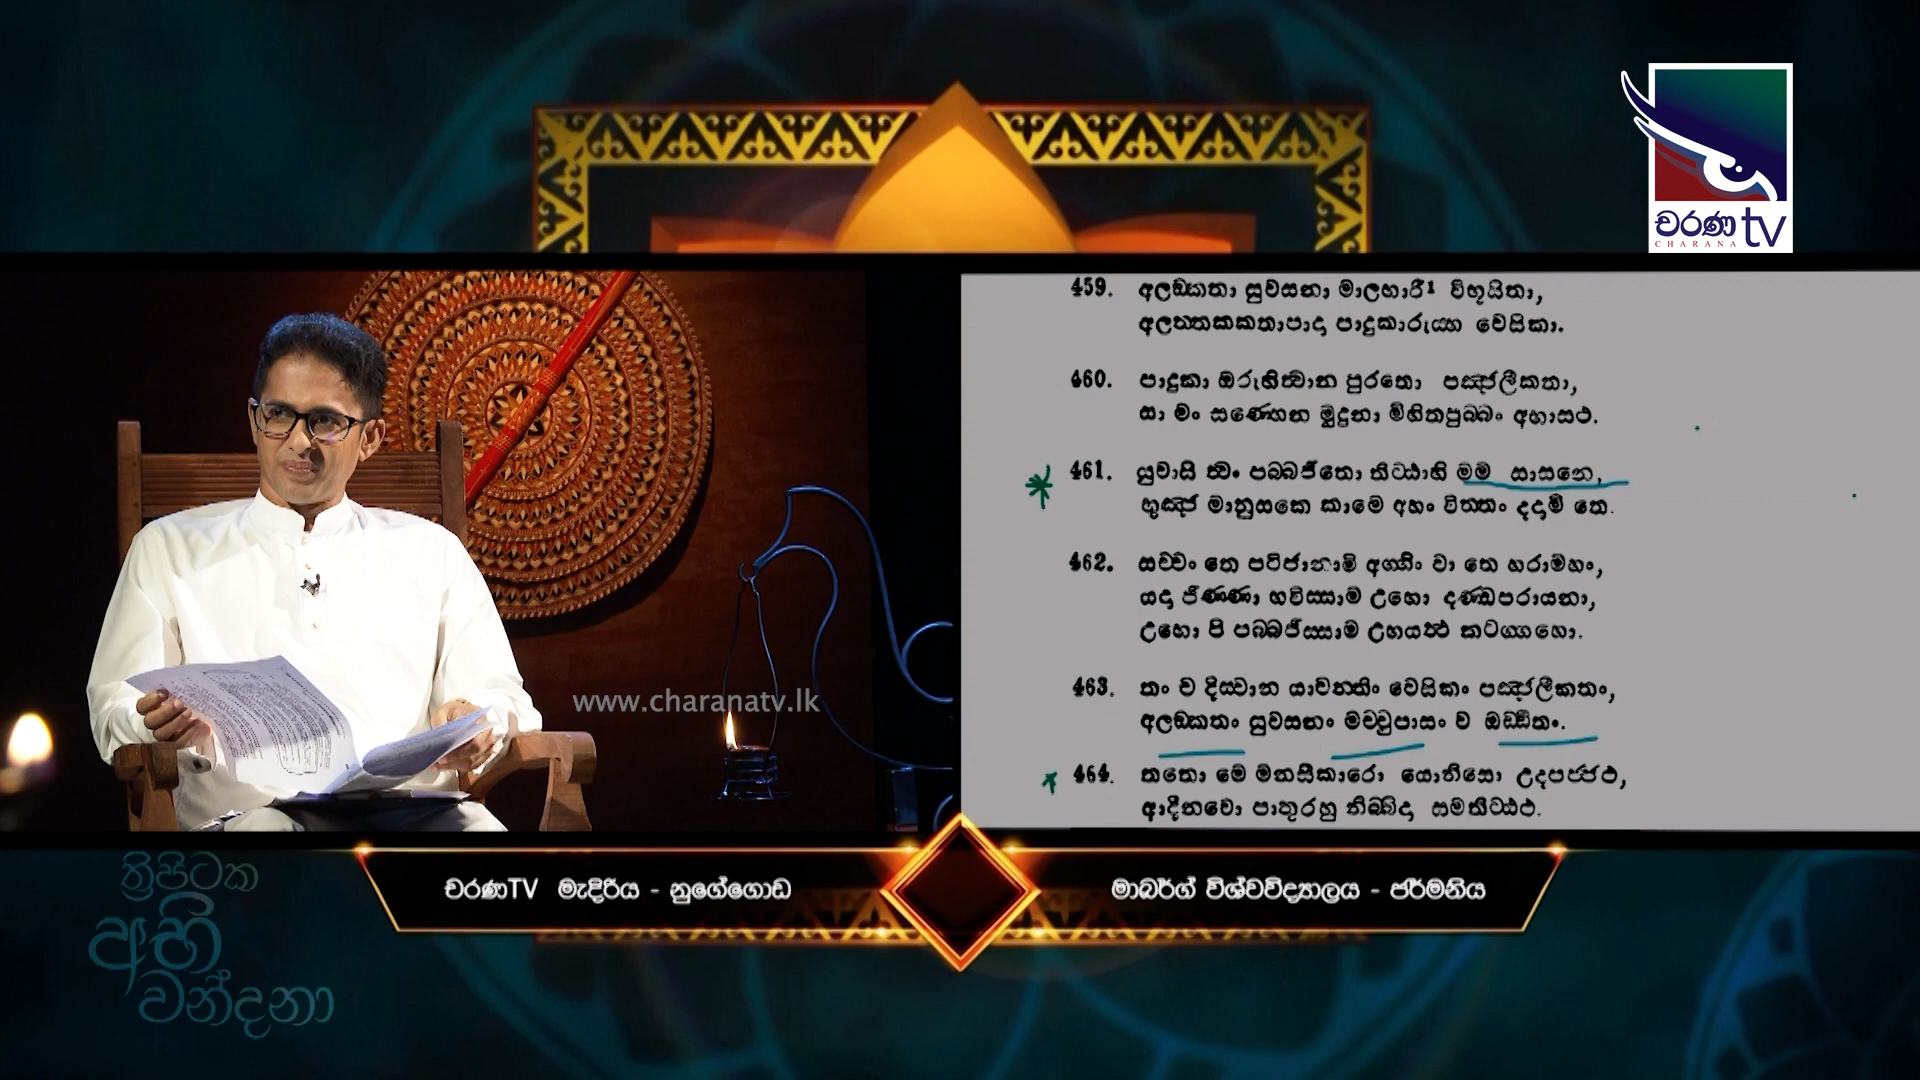 චරණ tv
CHARANA
459. අලඞ්කතා සුවසනා මාලභාරී¹ විභූයිතා,
අලත්තකකතාපාදා පාදුකාරුය්හ වෙසිකා.
460. පාදුකා ඔරුහිත්වාන පුරතො පඤ්ජලීකතා,
සා මං සණ්හෙන මුදුනා ම්හිතපුබ්බං අභාසථ.
461. යුවාසි ත්වං පබ්බජිතො තිට්ඨාහි මම සාසනෙ,
භුඤ්ජ මානුසකෙ කාමෙ අහං විත්තං දදාමි තෙ.
462. සච්චං තෙ පටිජානාමි අග්ගිං වා තෙ හරාමහං,
යදා ජිණ්ණා භවිස්සාම උභො දණ්ඩපරායනා,
උභො පි පබ්බජිස්සාම උභයත්ථ කටග්ගහො.
463. තං ච දිස්වාන යාචන්තිං වෙසිකං පඤ්ජලීකතං,
අලඞ්කතං සුවසනං මච්චුපාසං ව ඔඩ්ඩිතං.
464. තතො මෙ මනසීකාරො යොනිසො උදපජ්ජථ,
ආදීනවො පාතුරහු නිබ්බිදා සමතිට්ඨථ.
www.charanatv.lk
චරණTV මැදිරිය - නුගේගොඩ
මාබර්ග් විශ්වවිද්‍යාලය - ජර්මනිය
ත්‍රිපිටක
අභි
වන්දනා